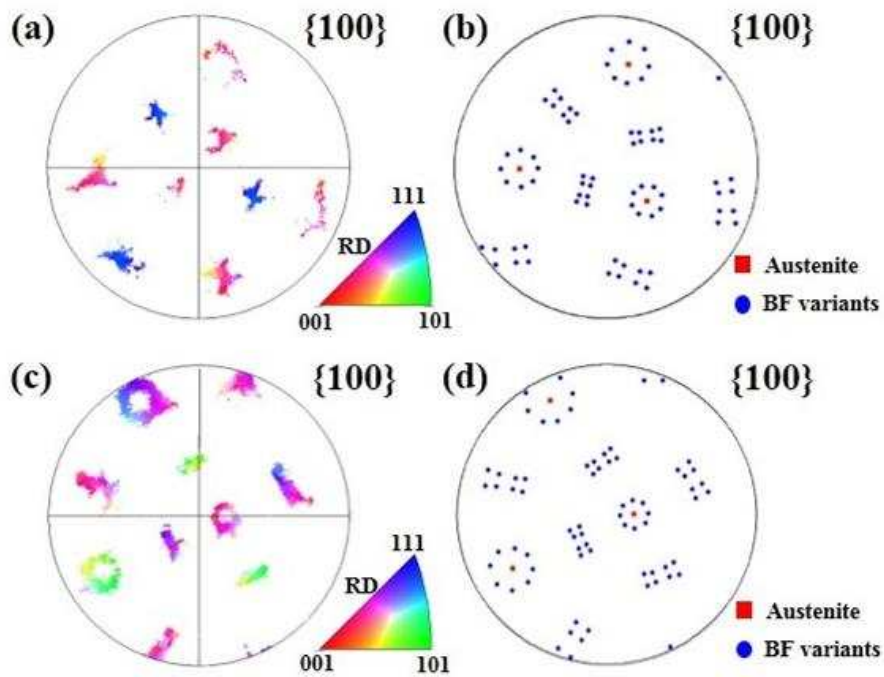 (a) {100}
(b) {100}
111
RD
001 101
Austenite
BF variants
(c) {100}
(d) {100}
111
RD
001 101
Austenite
BF variants